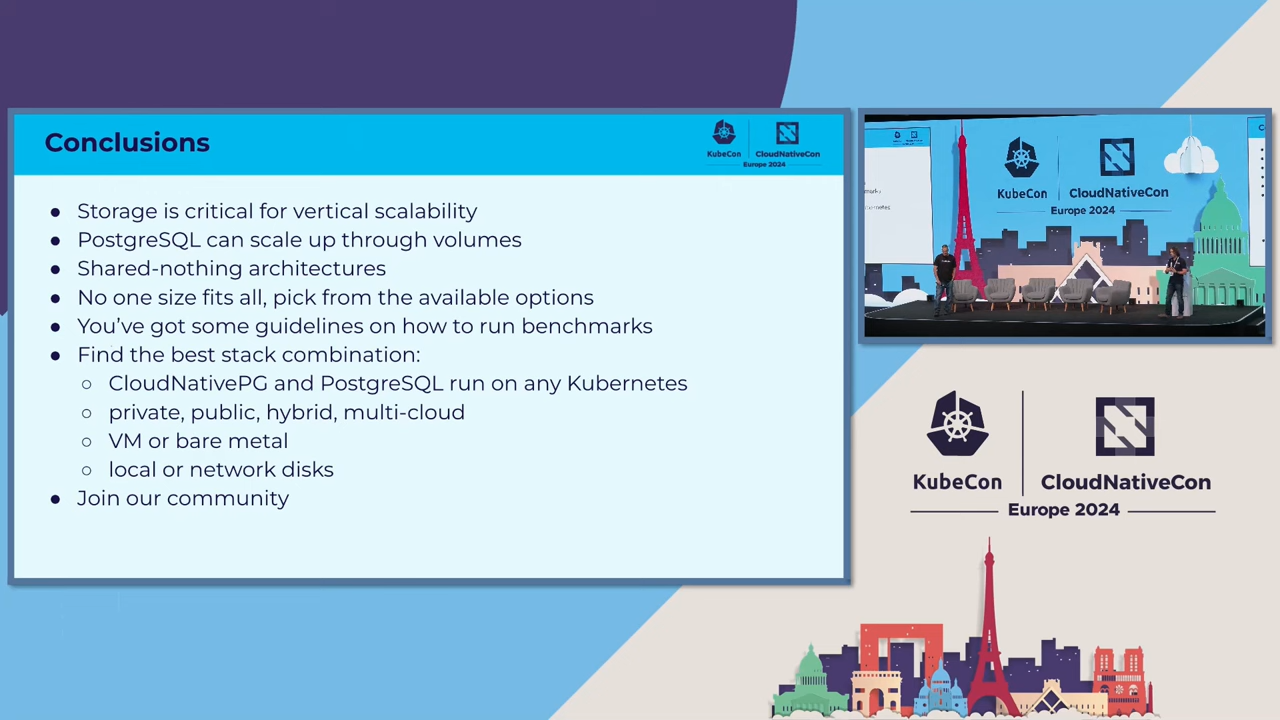 Conclusions
KubeCon
CloudNativeCon
Europe 2024
● Storage is critical for vertical scalability
● PostgreSQL can scale up through volumes
● Shared-nothing architectures
● No one size fits all, pick from the available options
● You’ve got some guidelines on how to run benchmarks
● Find the best stack combination:
○ CloudNativePG and PostgreSQL run on any Kubernetes
○ private, public, hybrid, multi-cloud
○ VM or bare metal
○ local or network disks
● Join our community
KubeCon
CloudNativeCon
Europe 2024
KubeCon
CloudNativeCon
Europe 2024